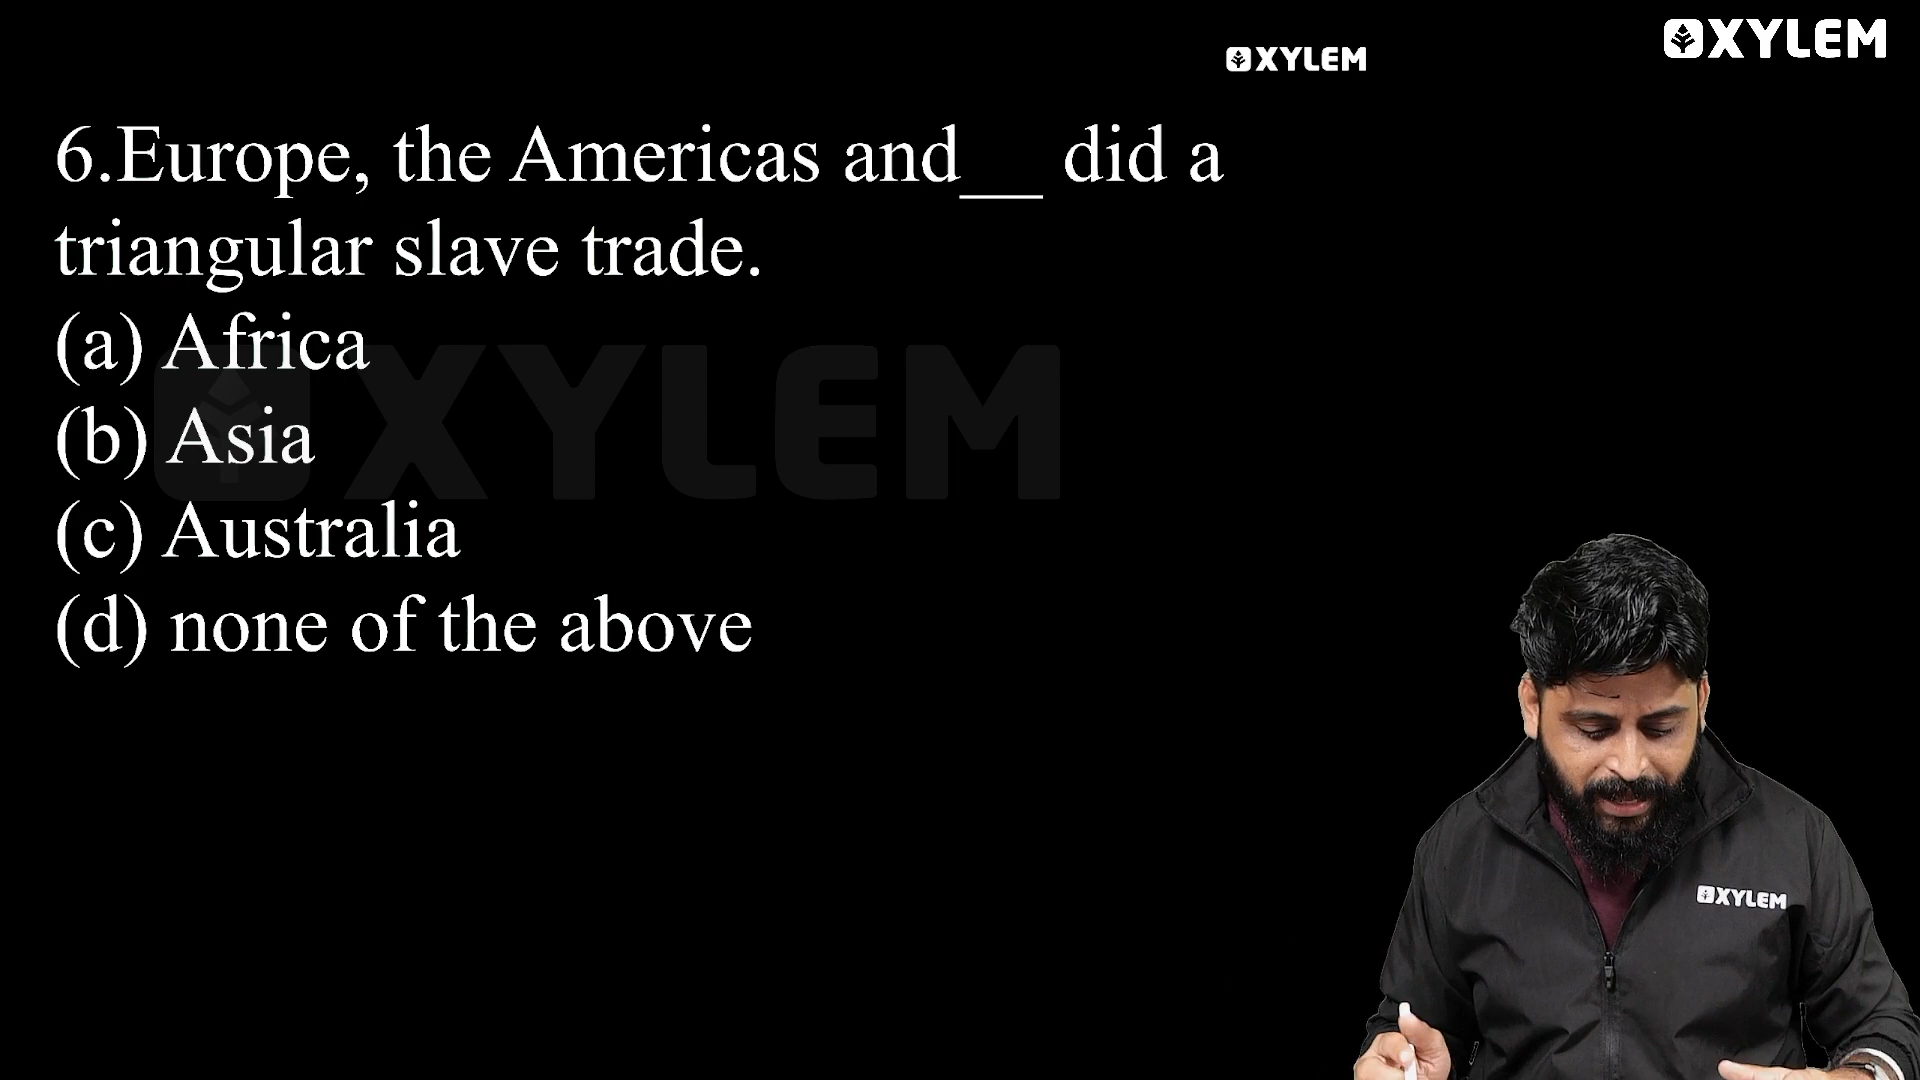 XYLEM
XYLEM
6.Europe, the Americas and__ did a
triangular slave trade.
(a) Africa
(b) Asia
(c) Australia
(d) none of the above
XYLEM
XYLEM